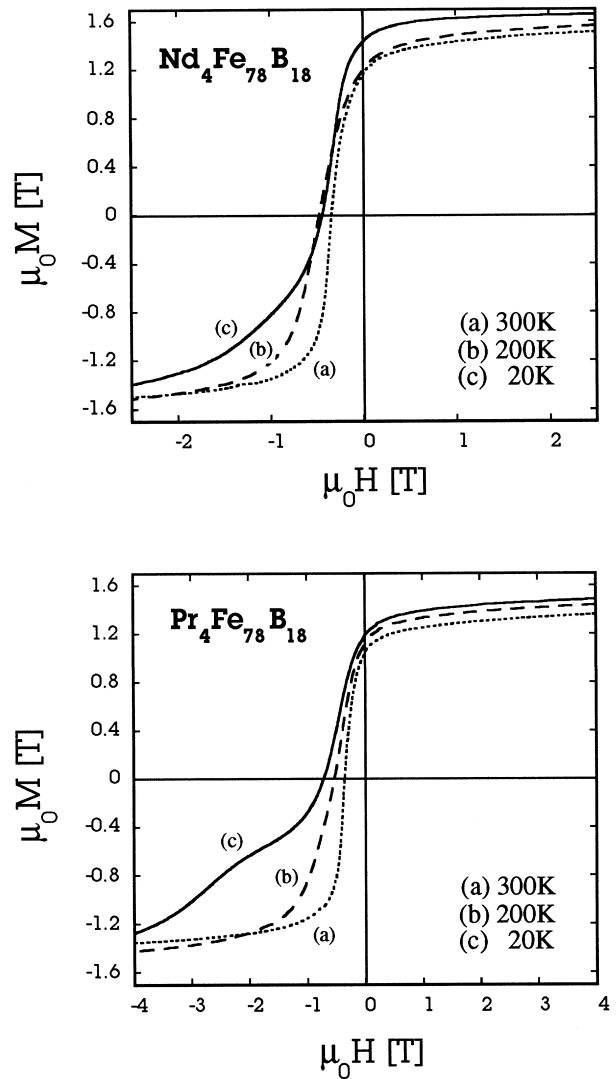 1.6
Nd₄Fe₇₈B₁₈
1.2
0.8
0.4
μ₀M [T]
0
-0.4
-0.8
(c)
(a) 300K
(b)
(b) 200K
-1.2
(a)
(c) 20K
-1.6
-2 -1 0 1 2
μ₀H [T]
1.6
Pr₄Fe₇₈B₁₈
1.2
0.8
0.4
μ₀M [T]
0
-0.4
(c)
-0.8
(b)
(a) 300K
(b) 200K
-1.2
(a)
(c) 20K
-1.6
-4 -3 -2 -1 0 1 2 3 4
μ₀H [T]